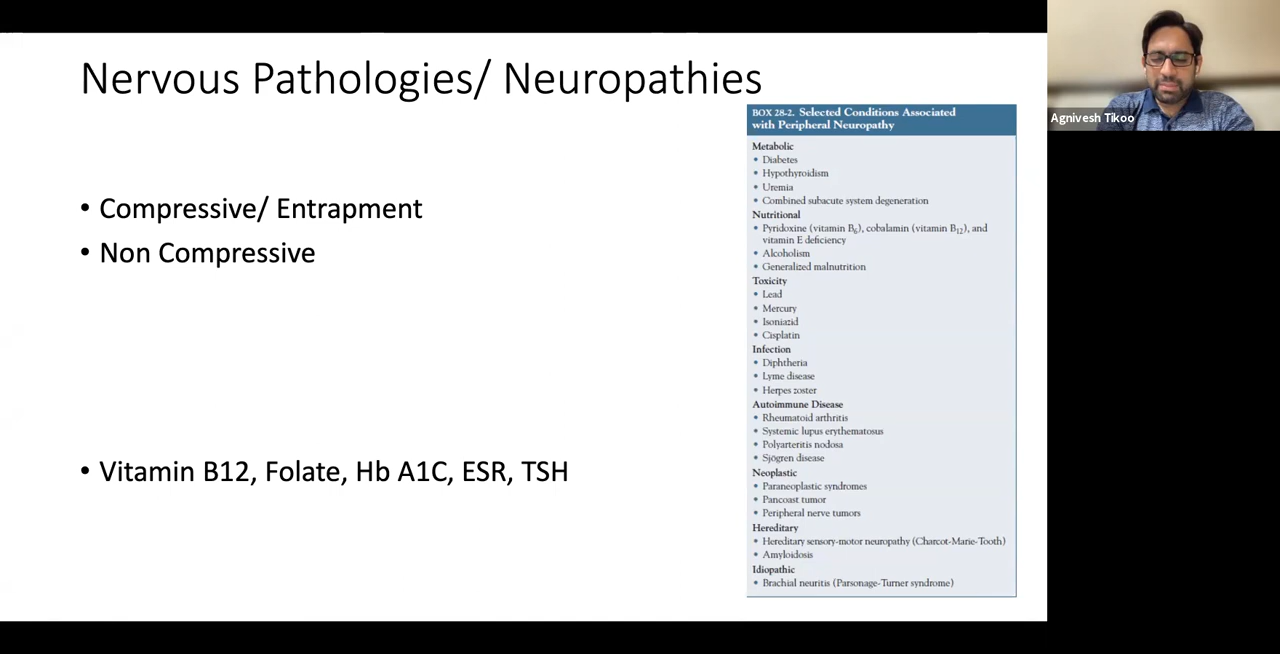 Nervous Pathologies/ Neuropathies
• Compressive/ Entrapment
• Non Compressive
• Vitamin B12, Folate, Hb A1C, ESR, TSH
BOX 28-2. Selected Conditions Associated
with Peripheral Neuropathy
Metabolic
• Diabetes
• Hypothyroidism
• Uremia
• Combined subacute system degeneration
Nutritional
• Pyridoxine (vitamin B6), cobalamin (vitamin B12), and
vitamin E deficiency
• Alcoholism
• Generalized malnutrition
Toxicity
• Lead
• Mercury
• Isoniazid
• Cisplatin
Infection
• Diphtheria
• Lyme disease
• Herpes zoster
Autoimmune Disease
• Rheumatoid arthritis
• Systemic lupus erythematosus
• Polyarteritis nodosa
• Sjögren disease
Neoplastic
• Paraneoplastic syndromes
• Pancoast tumor
• Peripheral nerve tumors
Hereditary
• Hereditary sensory-motor neuropathy (Charcot-Marie-Tooth)
• Amyloidosis
Idiopathic
• Brachial neuritis (Parsonage-Turner syndrome)
Agnivesh Tikoo